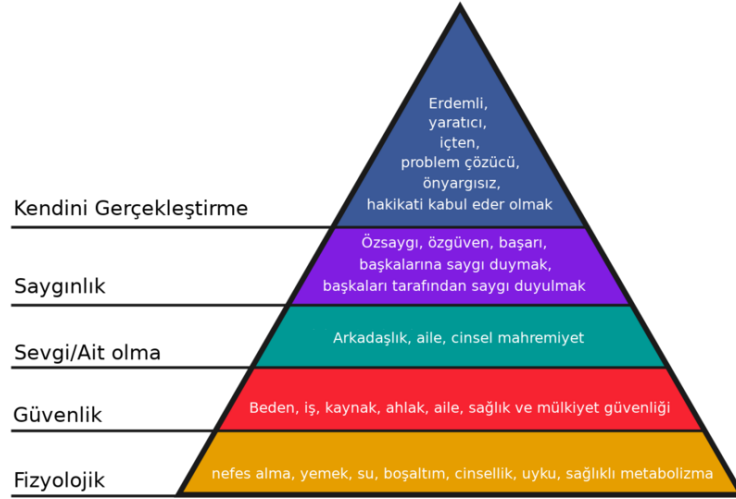 Erdemli,
yaratıcı,
içten,
problem çözücü,
önyargısız,
hakikati kabul eder olmak
Kendini Gerçekleştirme
Özsaygı, özgüven, başarı,
başkalarına saygı duymak,
başkaları tarafından saygı duyulmak
Saygınlık
Arkadaşlık, aile, cinsel mahremiyet
Sevgi/Ait olma
Beden, iş, kaynak, ahlak, aile, sağlık ve mülkiyet güvenliği
Güvenlik
nefes alma, yemek, su, boşaltım, cinsellik, uyku, sağlıklı metabolizma
Fizyolojik